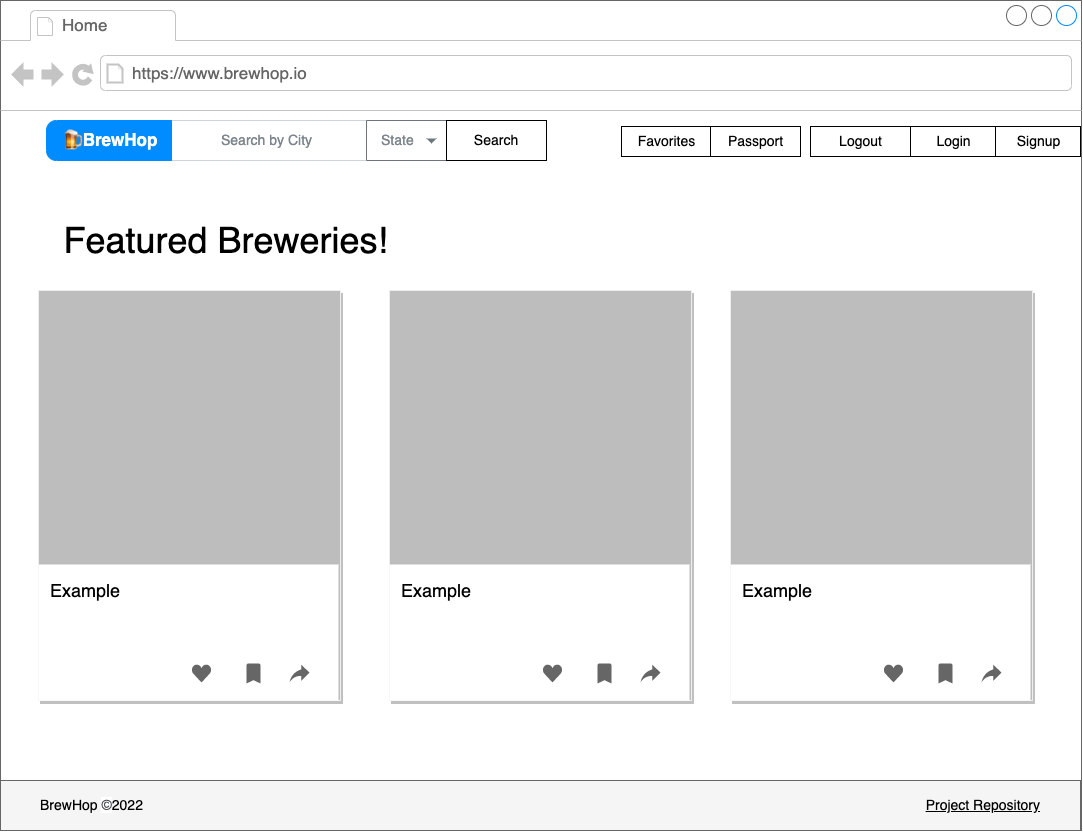 Home
https://www.brewhop.io
BrewHop Search by City State Search Favorites Passport Logout Login Signup
Featured Breweries!
Example Example Example
BrewHop ©2022 Project Repository